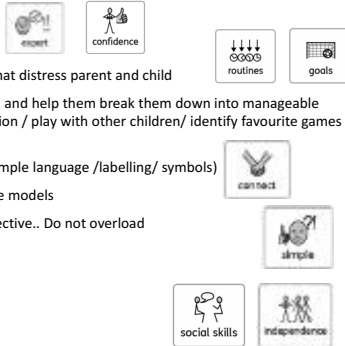 expert
confidence
hat distress parent and child
routines
goals
and help them break them down into manageable
ion / play with other children/ identify favourite games
mple language /labelling/ symbols)
connect
e models
ective.. Do not overload
simple
social skills
independence